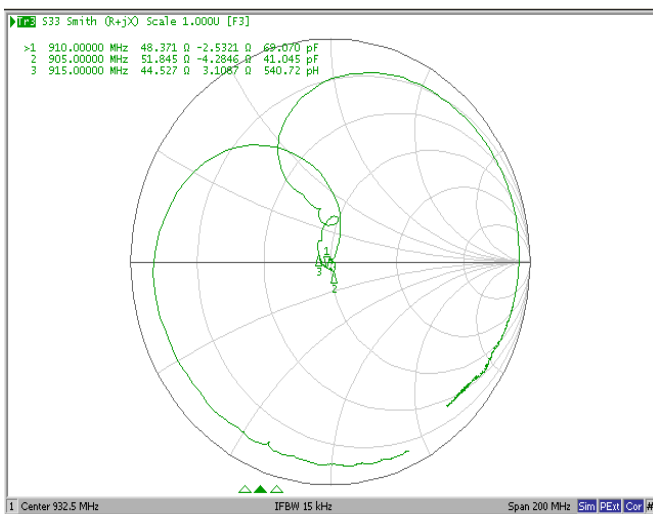 Tr3 S33 Smith (R+jX) Scale 1.000U [F3]
>1 910.00000 MHz 48.371 Ω -2.5321 Ω 69.070 pF
2 905.00000 MHz 51.845 Ω -4.2846 Ω 41.045 pF
3 915.00000 MHz 44.527 Ω 3.1087 Ω 540.72 pH
1
3
2
1 Center 932.5 MHz IFBW 15 kHz Span 200 MHz Sim PExt Cor #